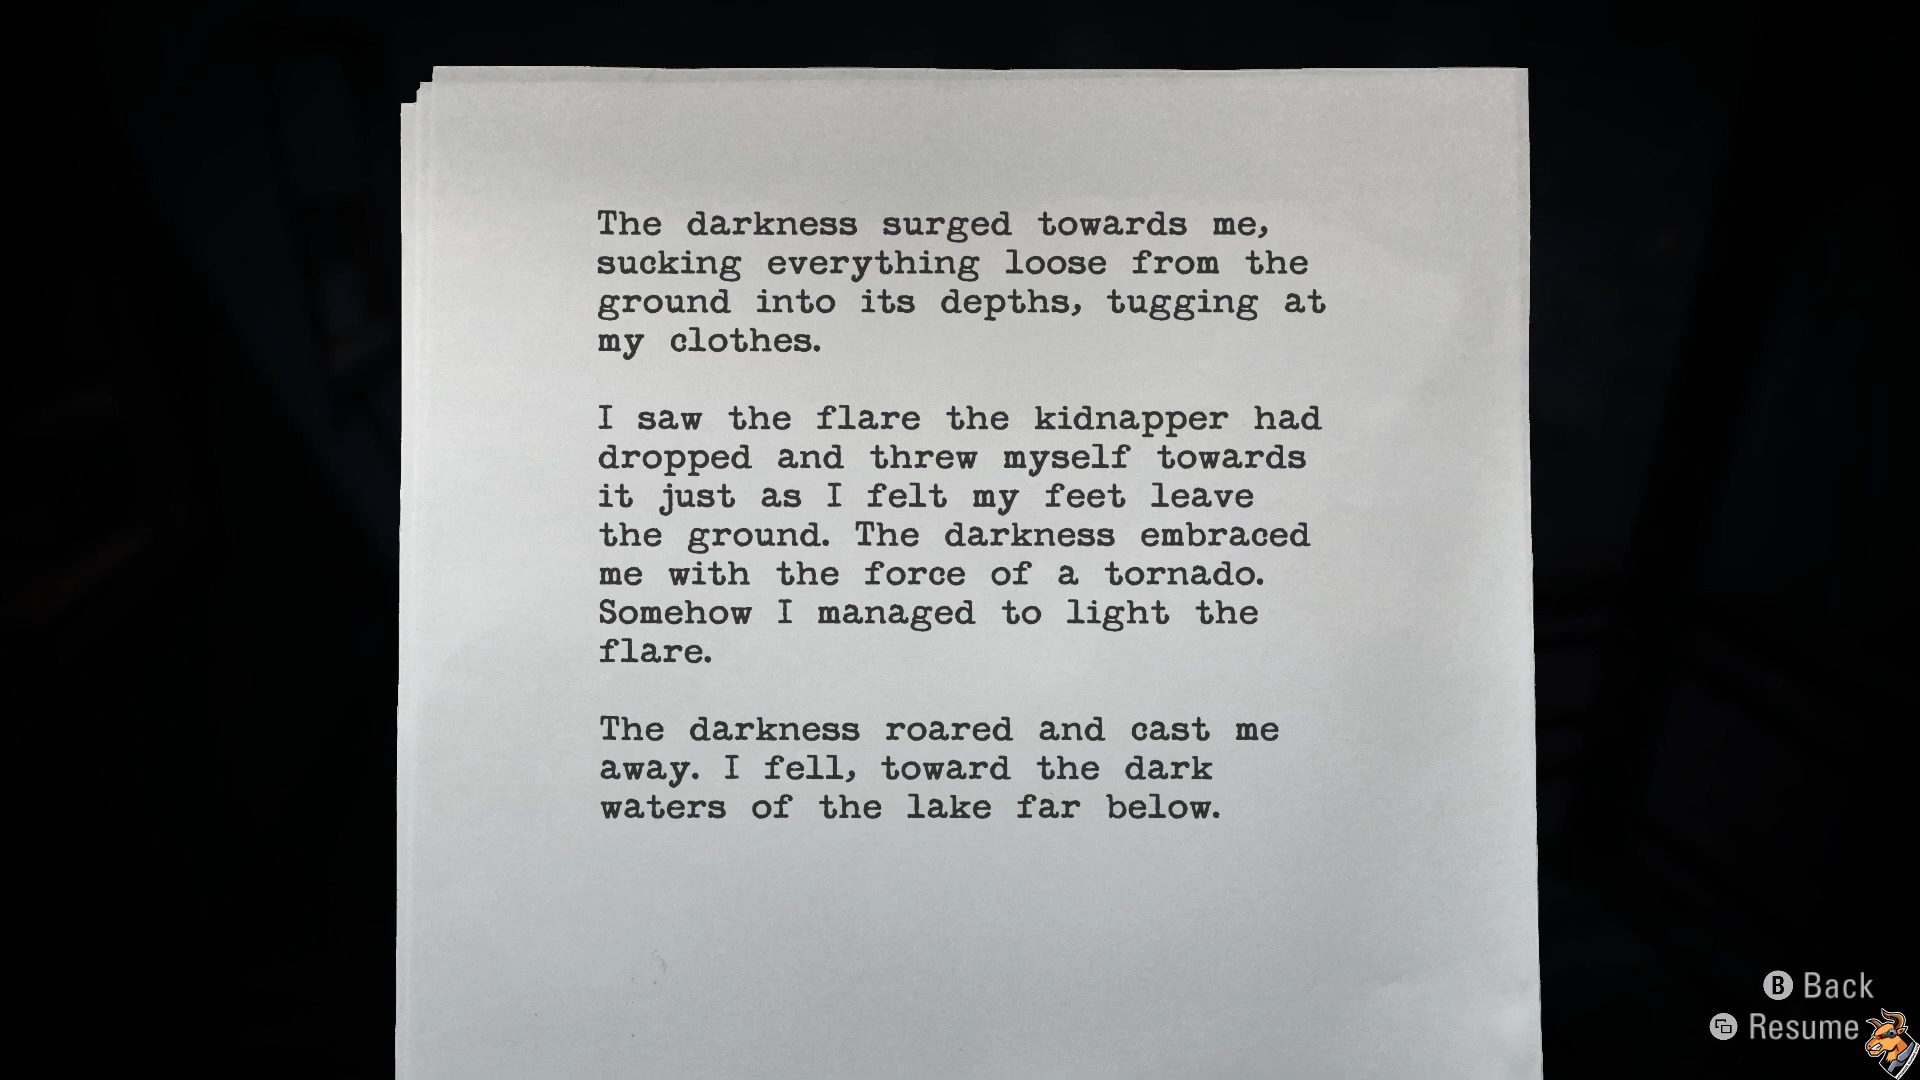 The darkness surged towards me,
sucking everything loose from the
ground into its depths, tugging at
my clothes.
I saw the flare the kidnapper had
dropped and threw myself towards
it just as I felt my feet leave
the ground. The darkness embraced
me with the force of a tornado.
Somehow I managed to light the
flare.
The darkness roared and cast me
away. I fell, toward the dark
waters of the lake far below.
B Back
Resume